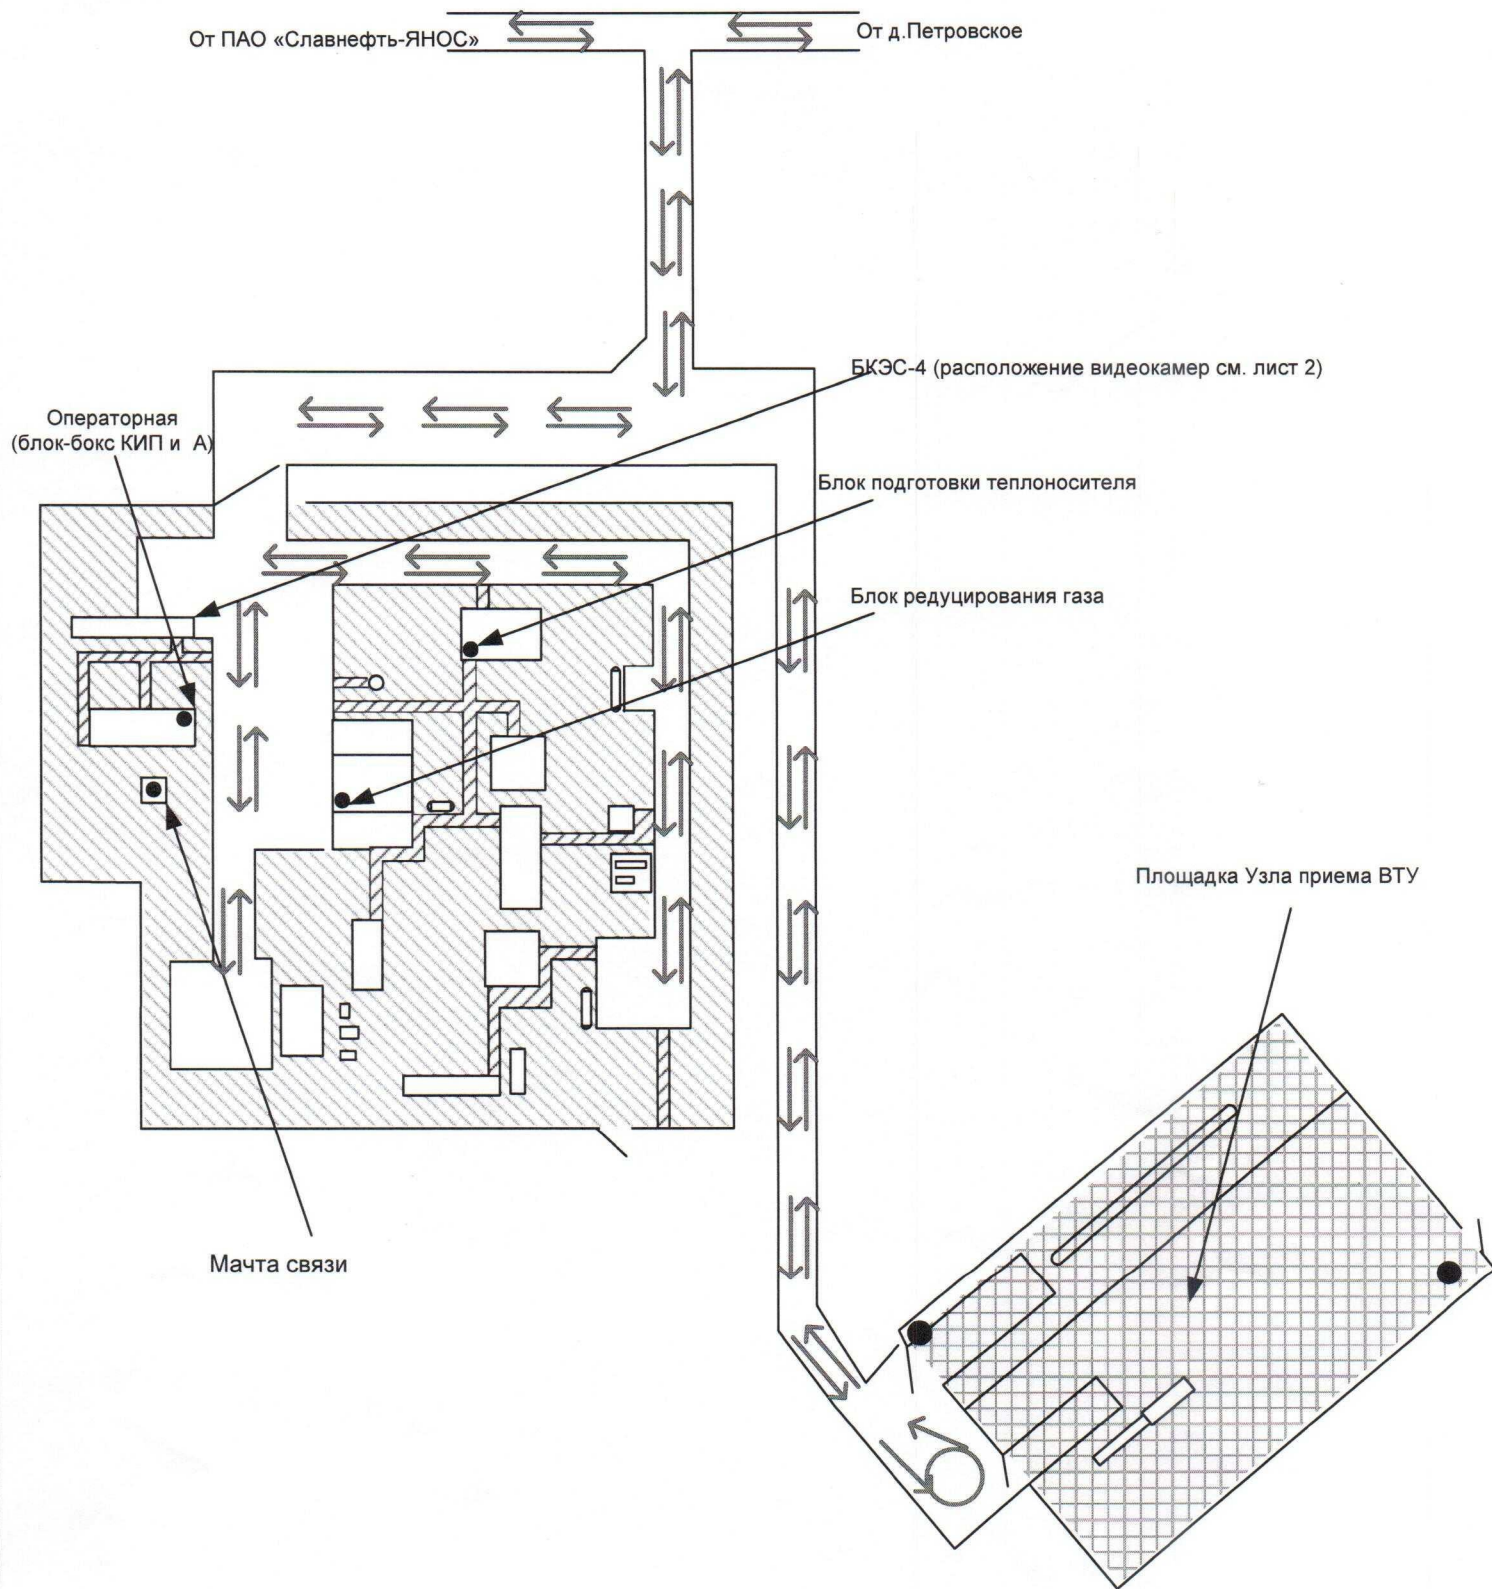 От ПАО «Славнефть-ЯНОС»
От д.Петровское
БКЭС-4 (расположение видеокамер см. лист 2)
Операторная
(блок-бокс КИП и А)
Блок подготовки теплоносителя
Блок редуцирования газа
Площадка Узла приема ВТУ
Мачта связи